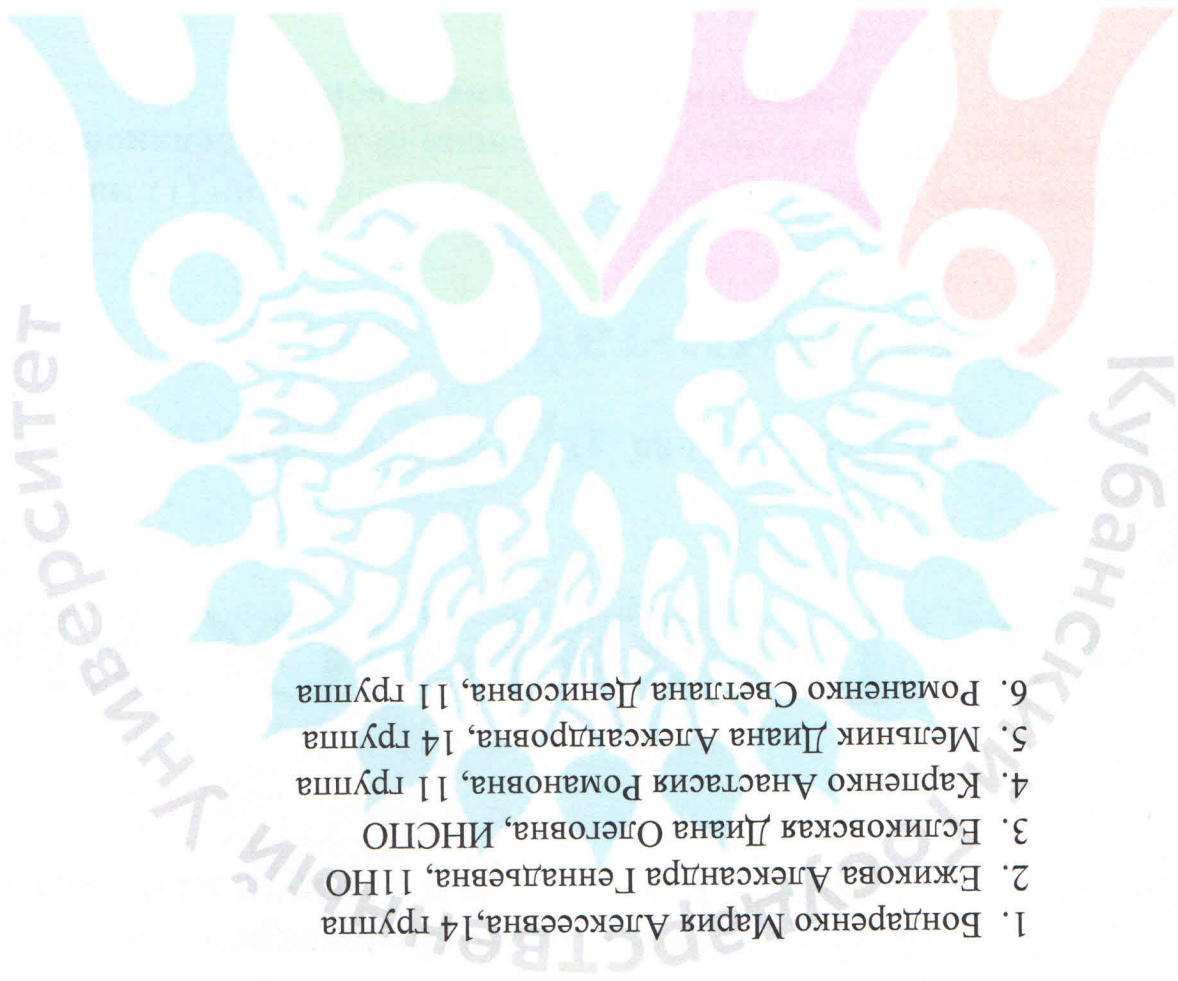 1. Бондаренко Мария Алексеевна,14 группа
2. Ежикова Александра Геннадьевна, 11НО
3. Есликовская Диана Олеговна, ИНСПО
4. Карпенко Анастасия Романовна, 11 группа
5. Мельник Диана Александровна, 14 группа
6. Романенко Светлана Денисовна, 11 группа
Кубанский Государственный Университет